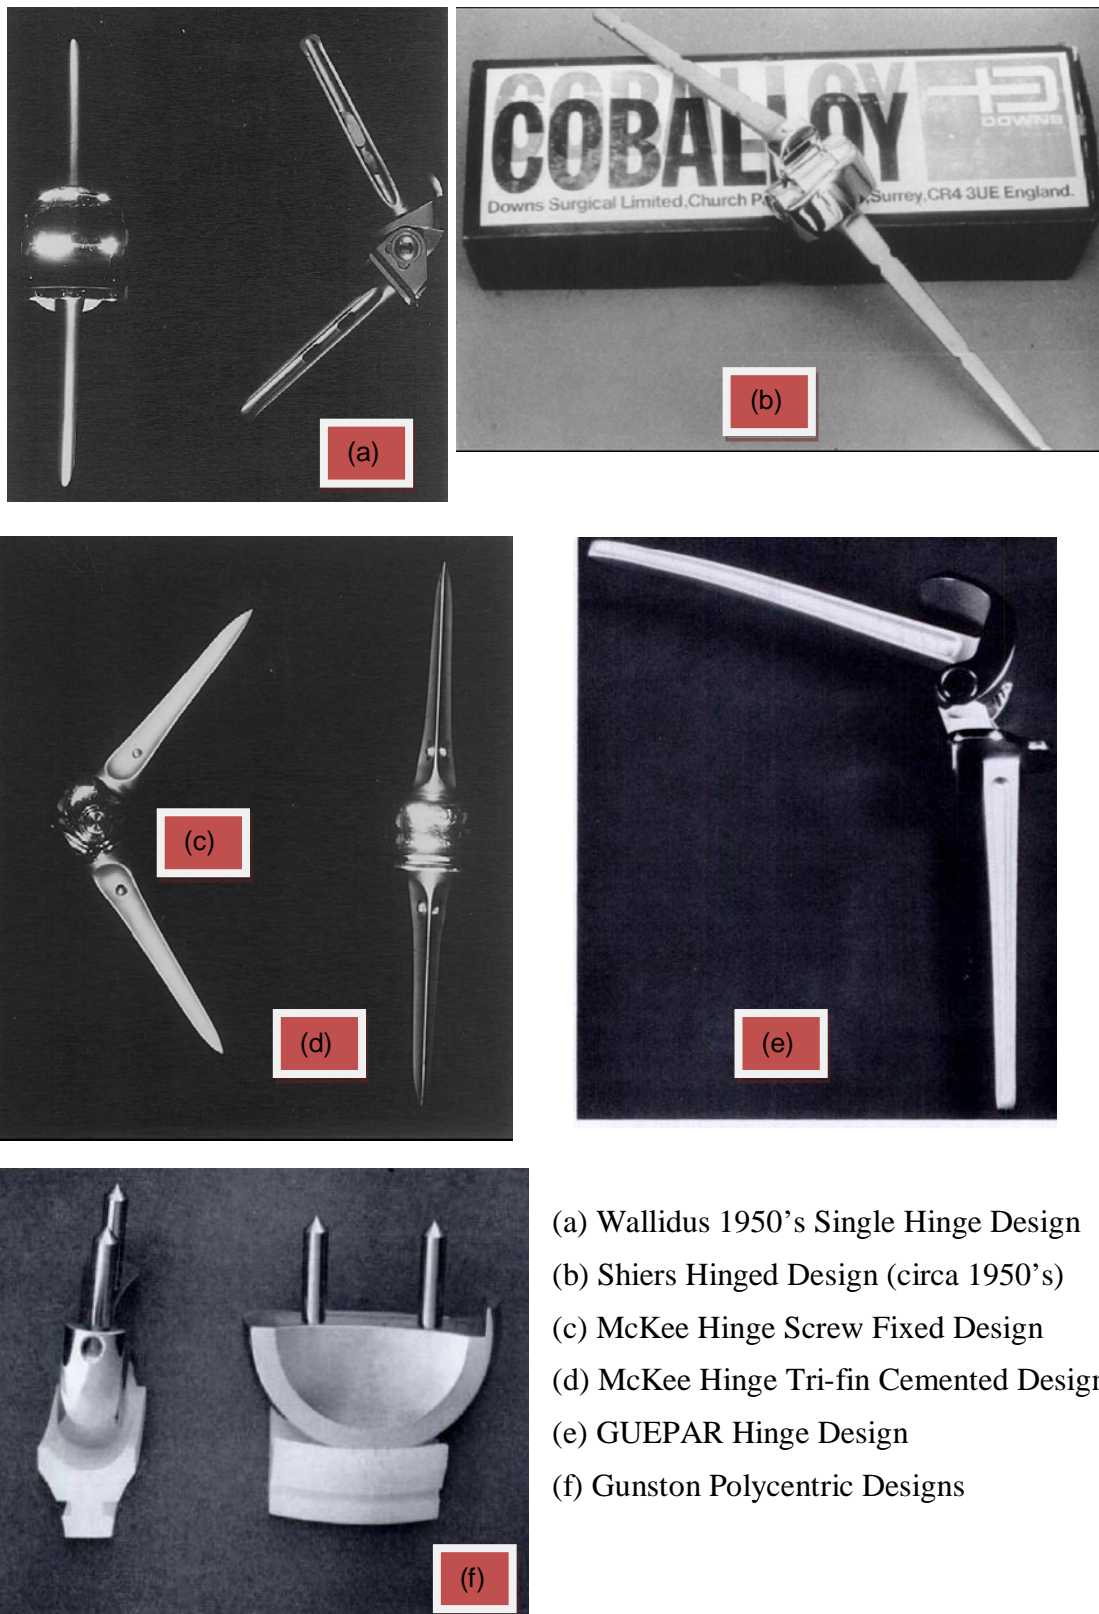 (a)
COBALLOY
DOWNS
Downs Surgical Limited, Church P
,Surrey.CR4 3UE England.
(b)
(c)
(d)
(e)
(f)
(a) Wallidus 1950’s Single Hinge Design
(b) Shiers Hinged Design (circa 1950’s)
(c) McKee Hinge Screw Fixed Design
(d) McKee Hinge Tri-fin Cemented Design
(e) GUEPAR Hinge Design
(f) Gunston Polycentric Designs